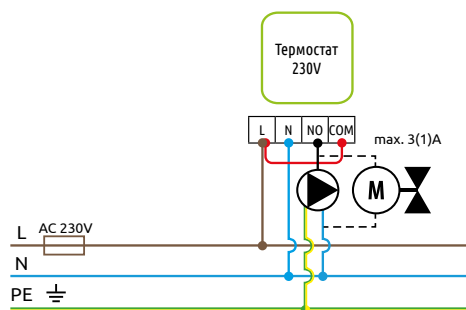 Термостат
230V
L N NO COM
max. 3(1)A
M
L AC 230V
N
PE